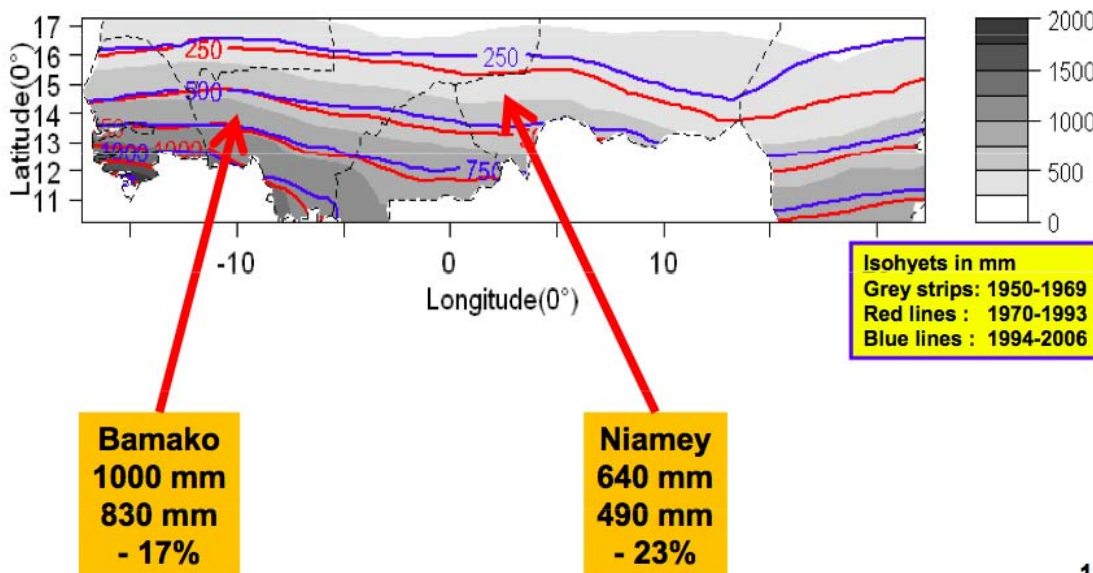 17
16
15
14
13
12
11
Latitude(0°)
250
250
500
750
1000
-10
0
10
Longitude(0°)
2000
1500
1000
500
0
Isohyets in mm
Grey strips: 1950-1969
Red lines : 1970-1993
Blue lines : 1994-2006
Bamako
1000 mm
830 mm
- 17%
Niamey
640 mm
490 mm
- 23%
1